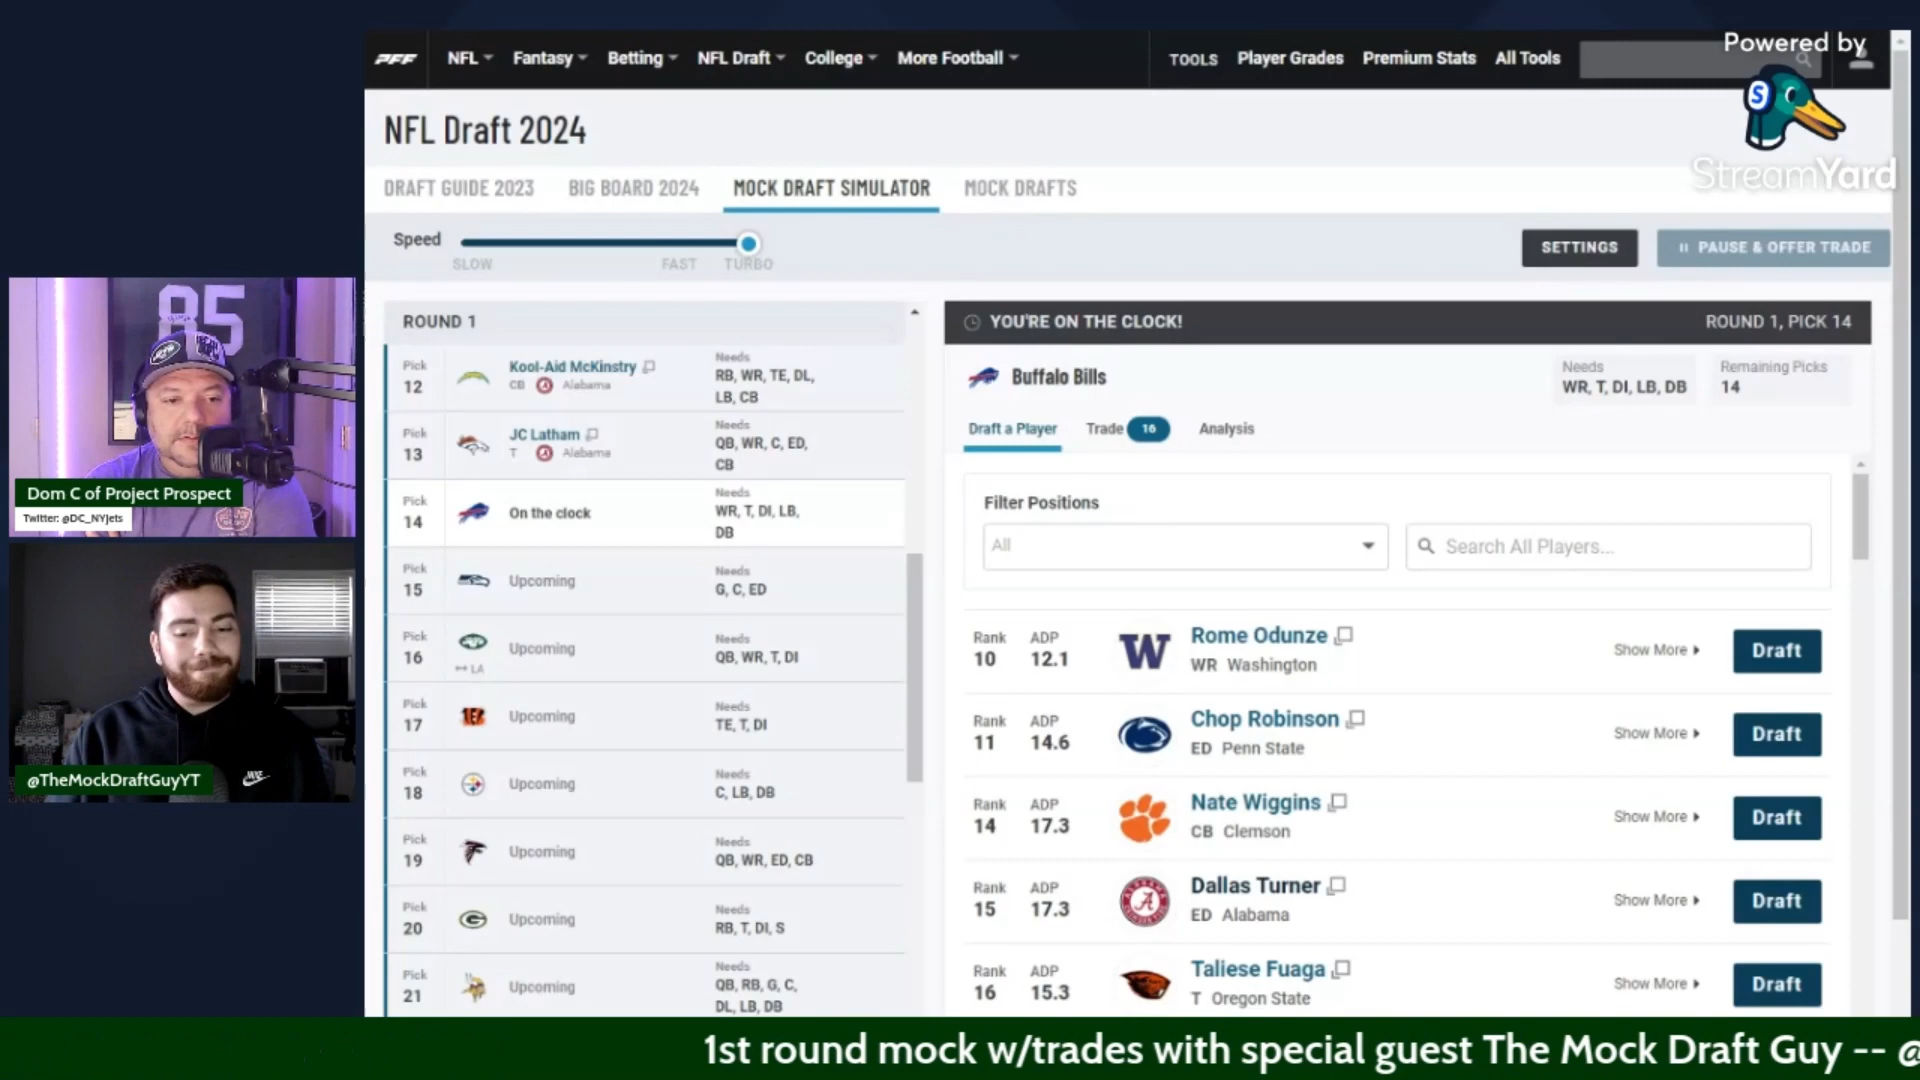 Powered by
StreamYard
PFF
NFL
Fantasy
Betting
NFL Draft
College
More Football
TOOLS
Player Grades
Premium Stats
All Tools
NFL Draft 2024
DRAFT GUIDE 2023
BIG BOARD 2024
MOCK DRAFT SIMULATOR
MOCK DRAFTS
Speed
SLOW
FAST
TURBO
SETTINGS
PAUSE & OFFER TRADE
85
Dom C of Project Prospect
Twitter: @DC_NYJets
@TheMockDraftGuyYT
ROUND 1
Pick
12
Kool-Aid McKinstry
CB Alabama
Needs
RB, WR, TE, DL,
LB, CB
Pick
13
JC Latham
T Alabama
Needs
QB, WR, C, ED,
CB
Pick
14
On the clock
Needs
WR, T, DI, LB,
DB
Pick
15
Upcoming
Needs
G, C, ED
Pick
16
↔ LA
Upcoming
Needs
QB, WR, T, DI
Pick
17
Upcoming
Needs
TE, T, DI
Pick
18
Upcoming
Needs
C, LB, DB
Pick
19
Upcoming
Needs
QB, WR, ED, CB
Pick
20
Upcoming
Needs
RB, T, DI, S
Pick
21
Upcoming
Needs
QB, RB, G, C,
DL, LB, DB
YOU'RE ON THE CLOCK!
ROUND 1, PICK 14
Buffalo Bills
Needs
WR, T, DI, LB, DB
Remaining Picks
14
Draft a Player
Trade 16
Analysis
Filter Positions
All
Search All Players...
Rank
10
ADP
12.1
W
Rome Odunze
WR Washington
Show More
Draft
Rank
11
ADP
14.6
Chop Robinson
ED Penn State
Show More
Draft
Rank
14
ADP
17.3
Nate Wiggins
CB Clemson
Show More
Draft
Rank
15
ADP
17.3
Dallas Turner
ED Alabama
Show More
Draft
Rank
16
ADP
15.3
Taliese Fuaga
T Oregon State
Show More
Draft
1st round mock w/trades with special guest The Mock Draft Guy -- @